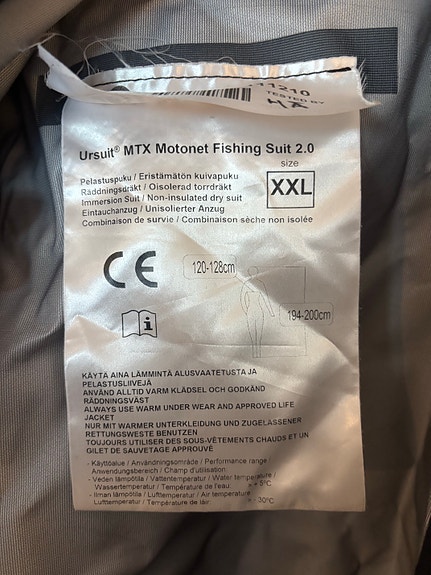 11210
TESTED BY
HA
Ursuit® MTX Motonet Fishing Suit 2.0
size
XXL
Pelastuspuku / Eristämätön kuivapuku
Räddningsdräkt / Oisolerad torrdräkt
Immersion Suit / Non-insulated dry suit
Eintauchanzug / Unisolierter Anzug
Combinaison de survie / Combinaison sèche non isolée
CE
120-128cm
194-200cm
i
KÄYTÄ AINA LÄMMINTÄ ALUSVAATETUSTA JA
PELASTUSLIIVEJÄ
ANVÄND ALLTID VARM KLÄDSEL OCH GODKÄND
RÄDDNINGSVÄST
ALWAYS USE WARM UNDER WEAR AND APPROVED LIFE
JACKET
NUR MIT WARMER UNTERKLEIDUNG UND ZUGELASSENER
RETTUNGSWESTE BENUTZEN
TOUJOURS UTILISER DES SOUS-VÊTEMENTS CHAUDS ET UN
GILET DE SAUVETAGE APPROUVÉ
- Käyttöalue / Användningsområde / Performance range /
Anwendungsbereich / Champ d'utilisation
- Veden lämpötila / Vattentemperatur / Water temperature /
Wassertemperatur / Température de l'eau: = + 5°C
- Ilman lämpötila / Lufttemperatur / Air temperature
Lufttemperatur / Température de lair: = -30°C